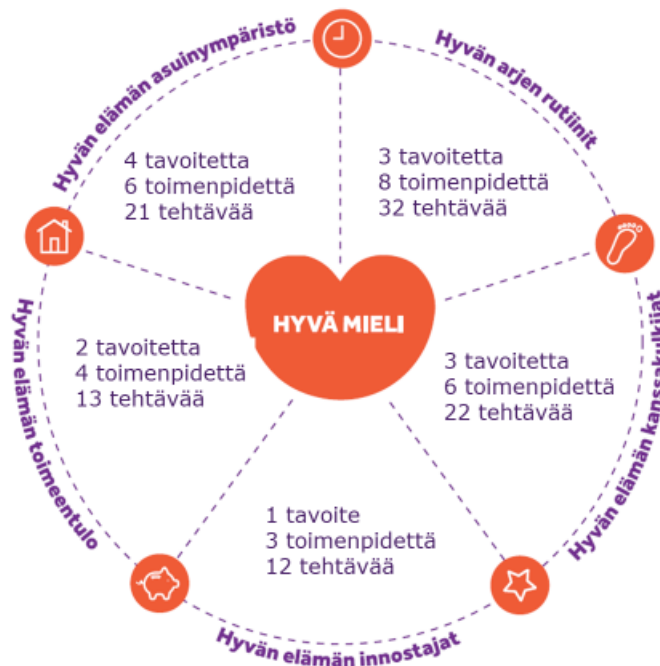 Hyvän elämän asuinympäristö
Hyvän arjen rutiinit
4 tavoitetta
6 toimenpidettä
21 tehtävää
3 tavoitetta
8 toimenpidettä
32 tehtävää
HYVÄ MIELI
Hyvän elämän toimeentulo
2 tavoitetta
4 toimenpidettä
13 tehtävää
3 tavoitetta
6 toimenpidettä
22 tehtävää
Hyvän elämän kanssakulkijat
1 tavoite
3 toimenpidettä
12 tehtävää
Hyvän elämän innostajat